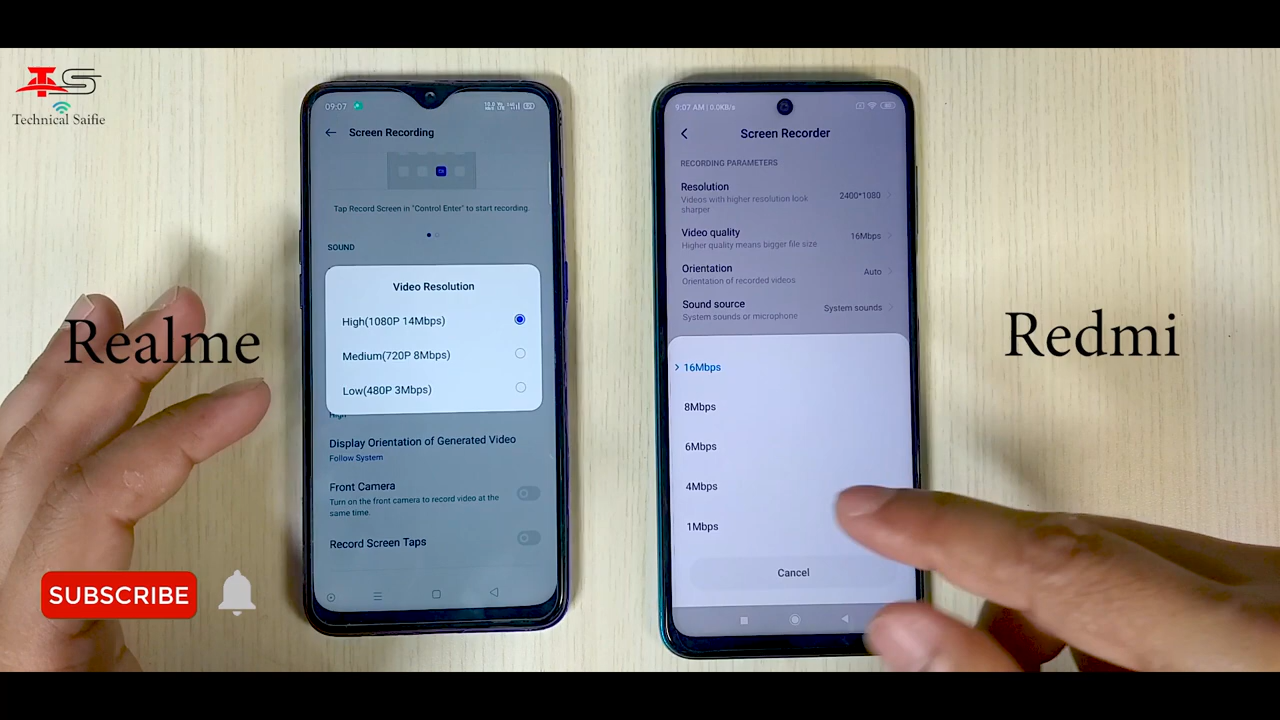 TS
Technical Saifie
Realme
SUBSCRIBE
09:07
Screen Recording
Tap Record Screen in "Control Enter" to start recording.
SOUND
Video Resolution
High(1080P 14Mbps)
Medium(720P 8Mbps)
Low(480P 3Mbps)
High
Display Orientation of Generated Video
Follow System
Front Camera
Turn on the front camera to record video at the
same time.
Record Screen Taps
9:07 AM | 0.0KB/s
Screen Recorder
RECORDING PARAMETERS
Resolution
Videos with higher resolution look
sharper
2400*1080
Video quality
Higher quality means bigger file size
16Mbps
Orientation
Orientation of recorded videos
Auto
Sound source
System sounds or microphone
System sounds
16Mbps
8Mbps
6Mbps
4Mbps
1Mbps
Cancel
Redmi